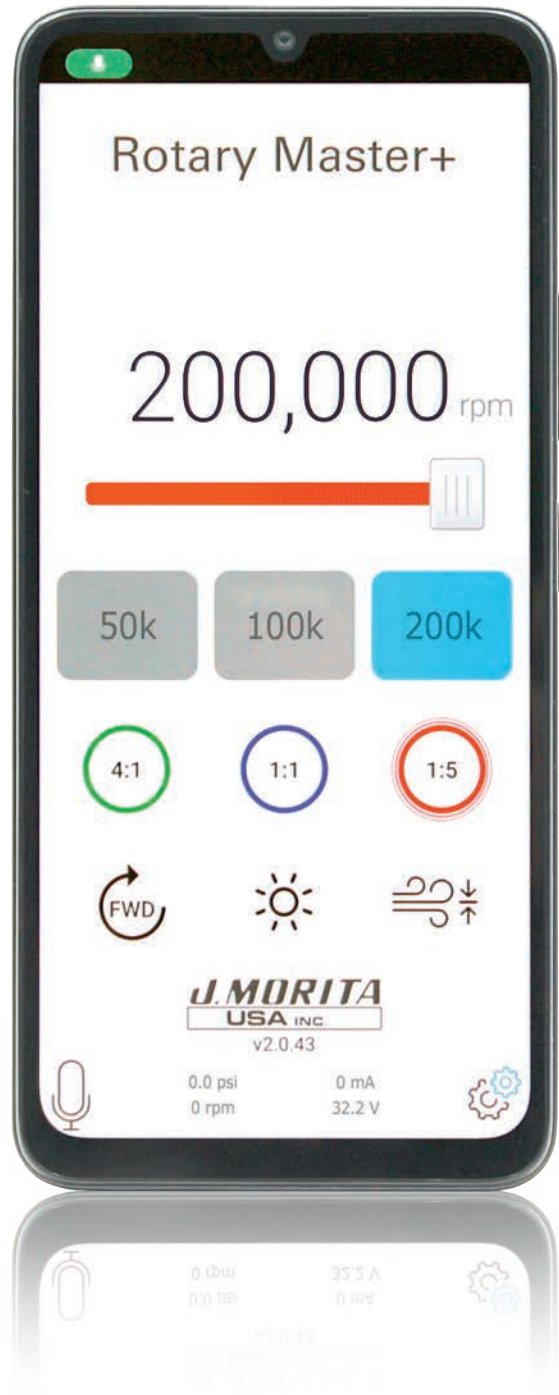 Rotary Master+
200,000 rpm
50k 100k 200k
4:1 1:1 1:5
FWD
J. MORITA
USA INC.
v2.0.43
0.0 psi 0 mA
0 rpm 32.2 V